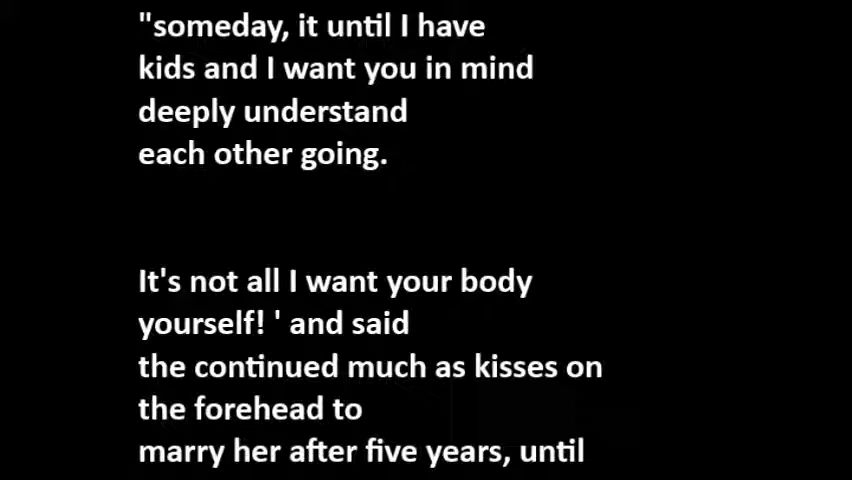 "someday, it until I have
kids and I want you in mind
deeply understand
each other going.
It's not all I want your body
yourself! ' and said
the continued much as kisses on
the forehead to
marry her after five years, until